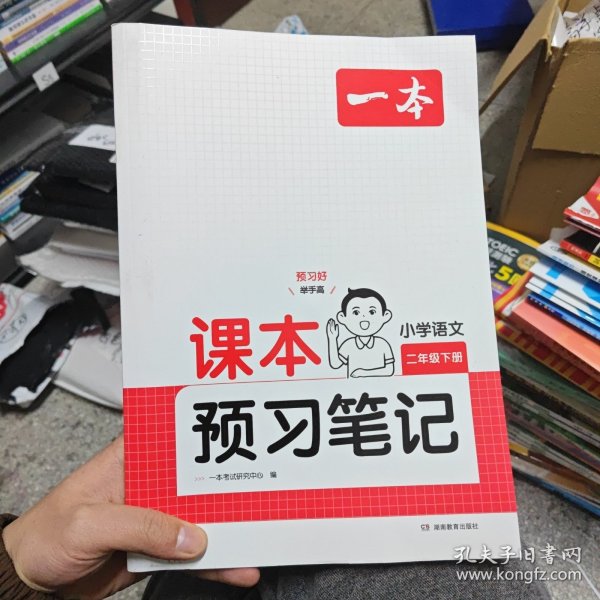 一本
预习好
举手高
课本
小学语文
二年级下册
预习笔记
>>> 一本考试研究中心 编
湖南教育出版社
TOEIC
孔夫子旧书网
www.kongfz.com